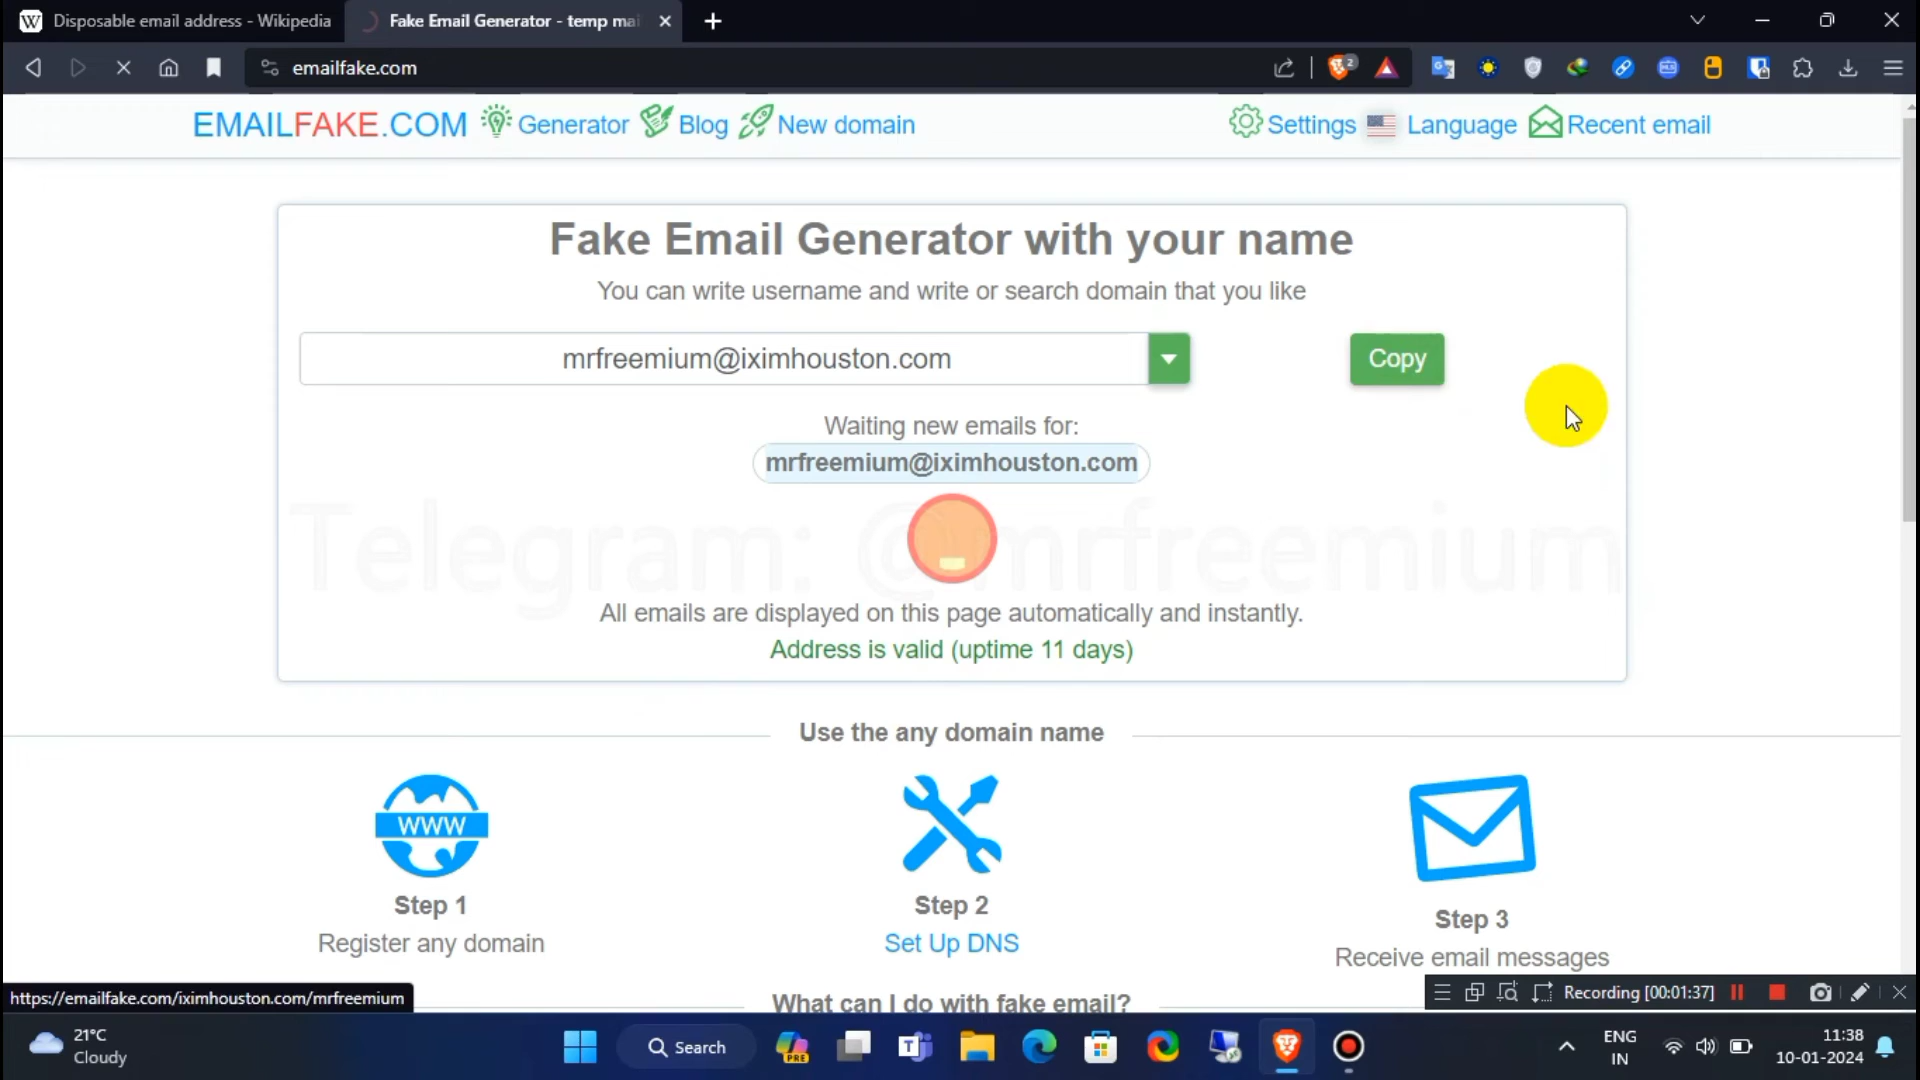 Disposable email address - Wikipedia
Fake Email Generator - temp mai
emailfake.com
2
EMAILFAKE.COM
Generator
Blog
New domain
Settings
Language
Recent email
Fake Email Generator with your name
You can write username and write or search domain that you like
mrfreemium@iximhouston.com
Copy
Waiting new emails for:
mrfreemium@iximhouston.com
Telegram: @mrfreemium
All emails are displayed on this page automatically and instantly.
Address is valid (uptime 11 days)
Use the any domain name
WWW
Step 1
Register any domain
Step 2
Set Up DNS
Step 3
Receive email messages
https://emailfake.com/iximhouston.com/mrfreemium
What can I do with fake email?
Recording [00:01:37]
21°C
Cloudy
Search
PRE
ENG
IN
11:38
10-01-2024